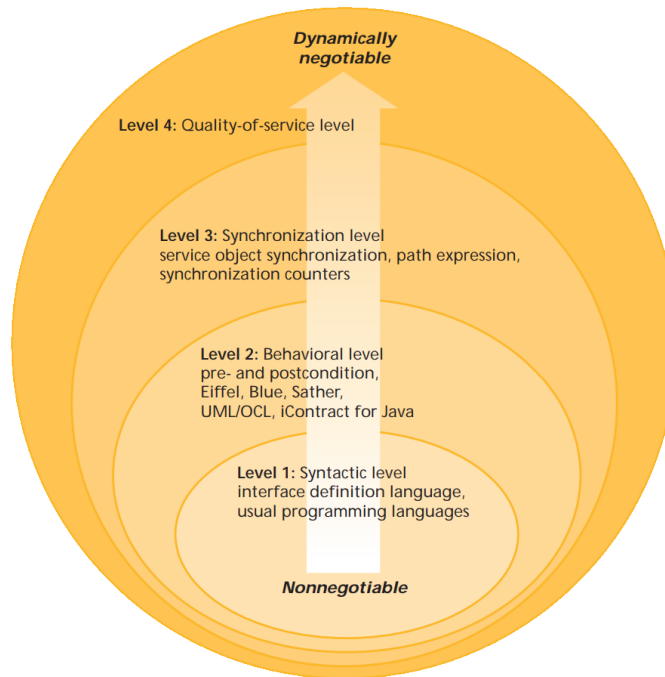 Dynamically
negotiable
Level 4: Quality-of-service level
Level 3: Synchronization level
service object synchronization, path expression,
synchronization counters
Level 2: Behavioral level
pre- and postcondition,
Eiffel, Blue, Sather,
UML/OCL, iContract for Java
Level 1: Syntactic level
interface definition language,
usual programming languages
Nonnegotiable